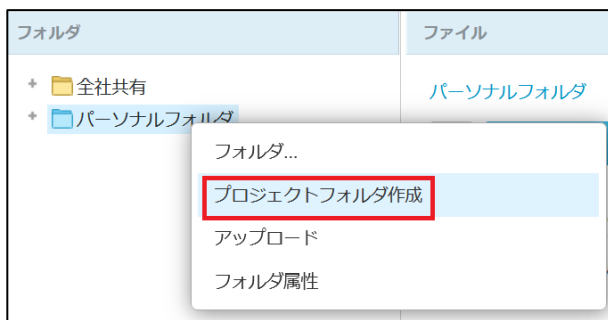 フォルダ
ファイル
全社共有
パーソナルフォルダ
パーソナルフォルダ
フォルダ...
プロジェクトフォルダ作成
アップロード
フォルダ属性